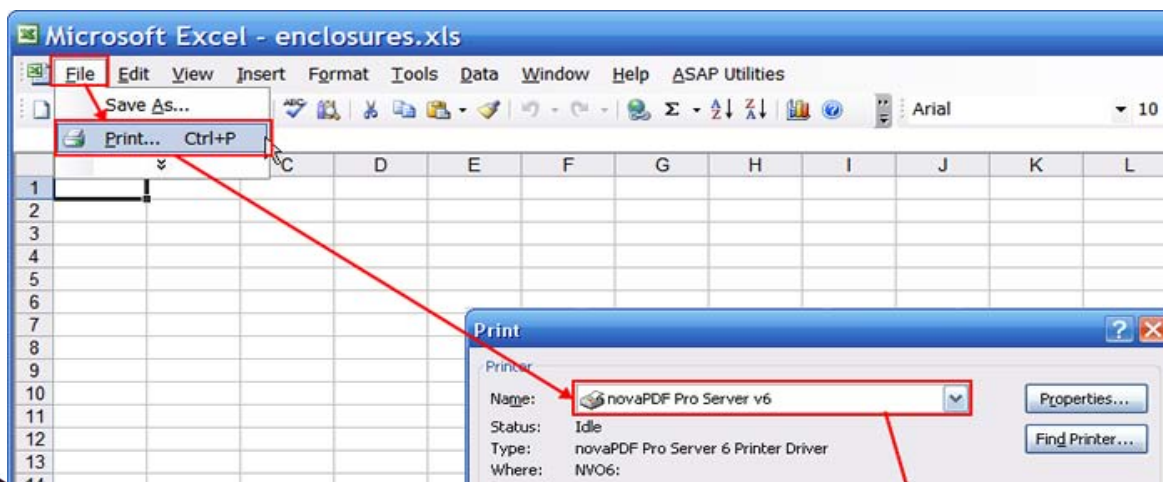 Microsoft Excel - enclosures.xls
File Edit View Insert Format Tools Data Window Help ASAP Utilities
Save As...
ABC Σ A Z Z A Arial 10
Print... Ctrl+P
C D E F G H I J K L
1
2
3
4
5
6
7
8
9
10
11
12
13
14
Print
Printer
Name: novaPDF Pro Server v6 Properties...
Status: Idle Find Printer...
Type: novaPDF Pro Server 6 Printer Driver
Where: NVO6: